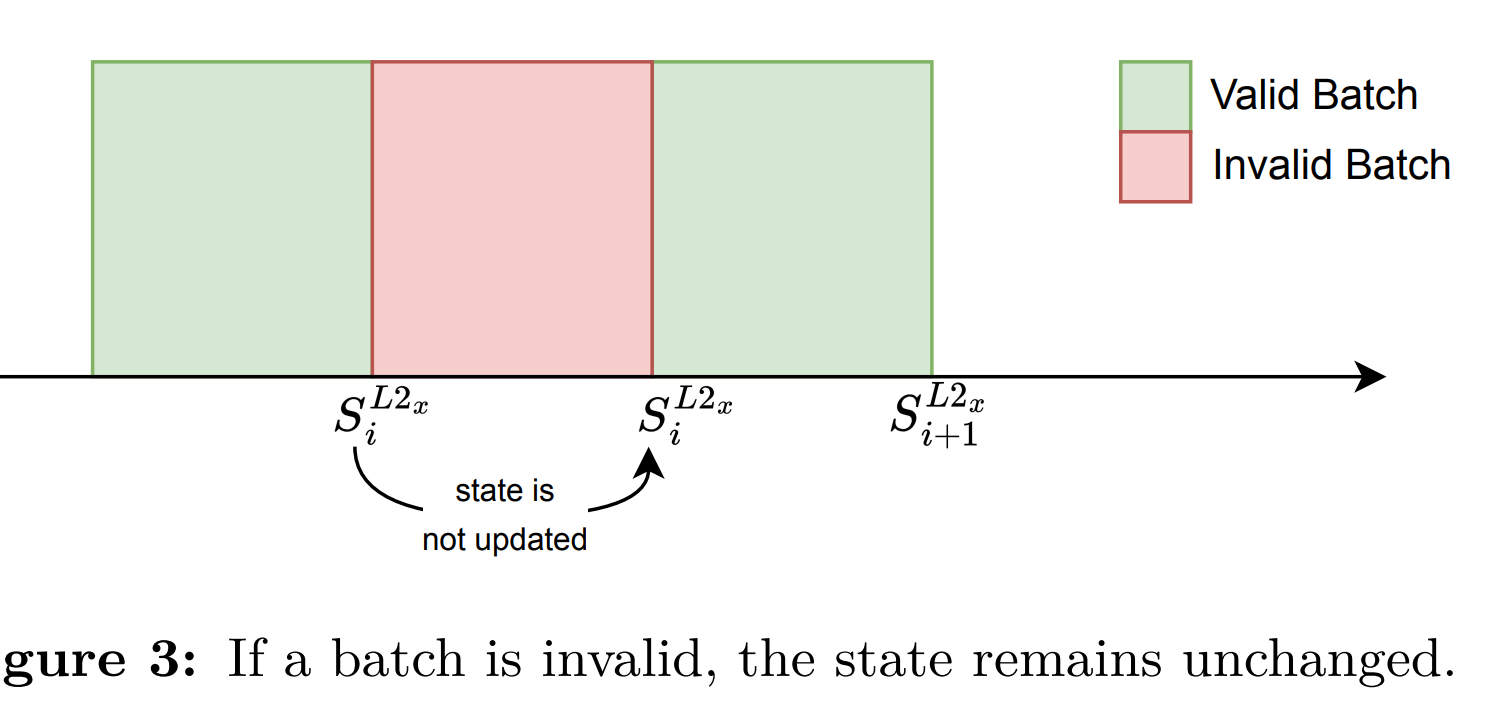 Valid Batch
Invalid Batch
S_i^{L2_x} S_i^{L2_x} S_{i+1}^{L2_x}
state is
not updated
gure 3: If a batch is invalid, the state remains unchanged.